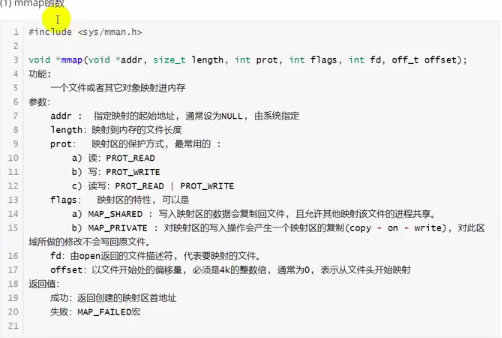 (1) mmap函数
1 #include <sys/mman.h>
2
3 void *mmap(void *addr, size_t length, int prot, int flags, int fd, off_t offset);
4 功能:
5 一个文件或者其它对象映射进内存
6 参数:
7 addr : 指定映射的起始地址, 通常设为NULL, 由系统指定
8 length: 映射到内存的文件长度
9 prot: 映射区的保护方式, 最常用的 :
10 a) 读: PROT_READ
11 b) 写: PROT_WRITE
12 c) 读写: PROT_READ | PROT_WRITE
13 flags: 映射区的特性, 可以是
14 a) MAP_SHARED : 写入映射区的数据会复制回文件, 且允许其他映射该文件的进程共享。
15 b) MAP_PRIVATE : 对映射区的写入操作会产生一个映射区的复制(copy - on - write), 对此区
域所做的修改不会写回原文件。
16 fd: 由open返回的文件描述符, 代表要映射的文件。
17 offset: 以文件开始处的偏移量, 必须是4k的整数倍, 通常为0, 表示从文件头开始映射
18 返回值:
19 成功: 返回创建的映射区首地址
20 失败: MAP_FAILED宏
21